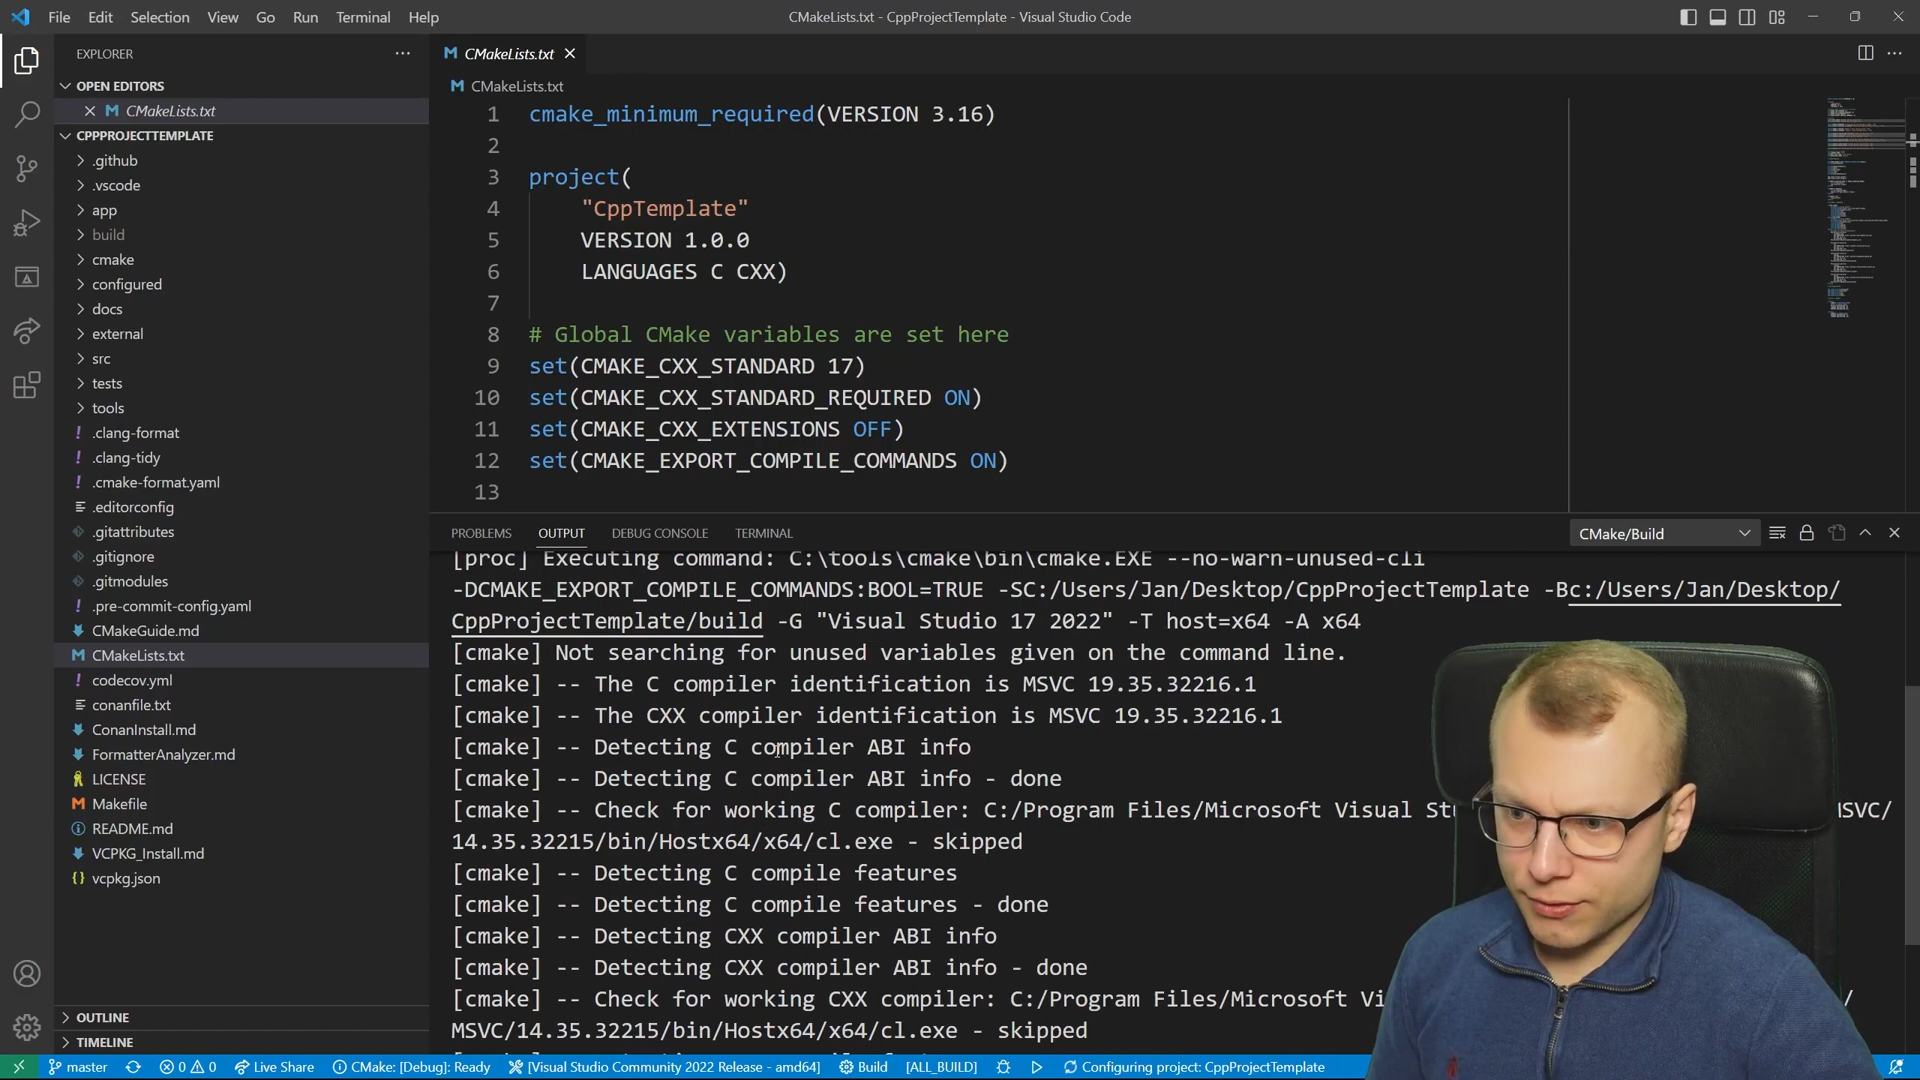 File Edit Selection View Go Run Terminal Help
CMakeLists.txt - CppProjectTemplate - Visual Studio Code
EXPLORER
OPEN EDITORS
CMakeLists.txt
CPPPROJECTTEMPLATE
.github
.vscode
app
build
cmake
configured
docs
external
src
tests
tools
.clang-format
.clang-tidy
.cmake-format.yaml
.editorconfig
.gitattributes
.gitignore
.gitmodules
.pre-commit-config.yaml
CMakeGuide.md
CMakeLists.txt
codecov.yml
conanfile.txt
ConanInstall.md
FormatterAnalyzer.md
LICENSE
Makefile
README.md
VCPKG_Install.md
vcpkg.json
OUTLINE
TIMELINE
CMakeLists.txt
CMakeLists.txt
1 cmake_minimum_required(VERSION 3.16)
2
3 project(
4 "CppTemplate"
5 VERSION 1.0.0
6 LANGUAGES C CXX)
7
8 # Global CMake variables are set here
9 set(CMAKE_CXX_STANDARD 17)
10 set(CMAKE_CXX_STANDARD_REQUIRED ON)
11 set(CMAKE_CXX_EXTENSIONS OFF)
12 set(CMAKE_EXPORT_COMPILE_COMMANDS ON)
13
PROBLEMS OUTPUT DEBUG CONSOLE TERMINAL
CMake/Build
[proc] Executing command: C:\tools\cmake\bin\cmake.EXE --no-warn-unused-cli
-DCMAKE_EXPORT_COMPILE_COMMANDS:BOOL=TRUE -SC:/Users/Jan/Desktop/CppProjectTemplate -Bc:/Users/Jan/Desktop/
CppProjectTemplate/build -G "Visual Studio 17 2022" -T host=x64 -A x64
[cmake] Not searching for unused variables given on the command line.
[cmake] -- The C compiler identification is MSVC 19.35.32216.1
[cmake] -- The CXX compiler identification is MSVC 19.35.32216.1
[cmake] -- Detecting C compiler ABI info
[cmake] -- Detecting C compiler ABI info - done
[cmake] -- Check for working C compiler: C:/Program Files/Microsoft Visual St MSVC/
14.35.32215/bin/Hostx64/x64/cl.exe - skipped
[cmake] -- Detecting C compile features
[cmake] -- Detecting C compile features - done
[cmake] -- Detecting CXX compiler ABI info
[cmake] -- Detecting CXX compiler ABI info - done
[cmake] -- Check for working CXX compiler: C:/Program Files/Microsoft Vi /
MSVC/14.35.32215/bin/Hostx64/x64/cl.exe - skipped
master 0 0 Live Share CMake: [Debug]: Ready [Visual Studio Community 2022 Release - amd64] Build [ALL_BUILD] Configuring project: CppProjectTemplate